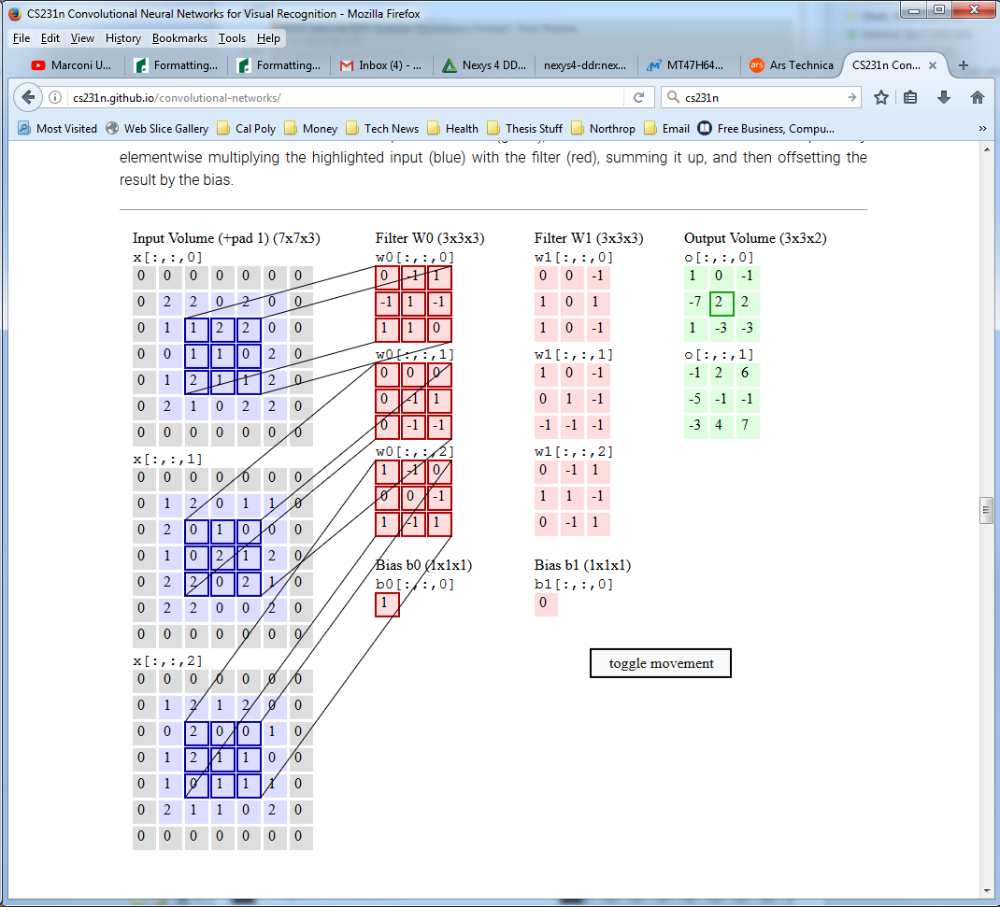 CS231n Convolutional Neural Networks for Visual Recognition - Mozilla Firefox
File Edit View History Bookmarks Tools Help
Marconi U... Formatting... Formatting... Inbox (4) - ... Nexys 4 DD... nexys4-ddr:nex... MT47H64... ars Ars Technica CS231n Con...
cs231n.github.io/convolutional-networks/ cs231n
Most Visited Web Slice Gallery Cal Poly Money Tech News Health Thesis Stuff Northrop Email Free Business, Compu... »
elementwise multiplying the highlighted input (blue) with the filter (red), summing it up, and then offsetting the
result by the bias.
Input Volume (+pad 1) (7x7x3)
x[:,:,0]
0 0 0 0 0 0 0
0 2 2 0 2 0 0
0 1 1 2 2 0 0
0 0 1 1 0 2 0
0 1 2 1 1 2 0
0 2 1 0 2 2 0
0 0 0 0 0 0 0
x[:,:,1]
0 0 0 0 0 0 0
0 1 2 0 1 1 0
0 2 0 1 0 0 0
0 1 0 2 1 2 0
0 2 2 0 2 1 0
0 2 2 0 0 2 0
0 0 0 0 0 0 0
x[:,:,2]
0 0 0 0 0 0 0
0 1 2 1 2 0 0
0 0 2 0 0 1 0
0 1 2 1 1 0 0
0 1 0 1 1 1 0
0 2 1 1 0 2 0
0 0 0 0 0 0 0
Filter W0 (3x3x3)
w0[:,:,0]
0 -1 1
-1 1 -1
1 1 0
w0[:,:,1]
0 0 0
0 -1 1
0 -1 -1
w0[:,:,2]
1 -1 0
0 0 -1
1 -1 1
Bias b0 (1x1x1)
b0[:,:,0]
1
Filter W1 (3x3x3)
w1[:,:,0]
0 0 -1
1 0 1
1 0 -1
w1[:,:,1]
1 0 -1
0 1 -1
-1 -1 -1
w1[:,:,2]
0 -1 1
1 1 -1
0 -1 1
Bias b1 (1x1x1)
b1[:,:,0]
0
Output Volume (3x3x2)
o[:,:,0]
1 0 -1
-7 2 2
1 -3 -3
o[:,:,1]
-1 2 6
-5 -1 -1
-3 4 7
toggle movement